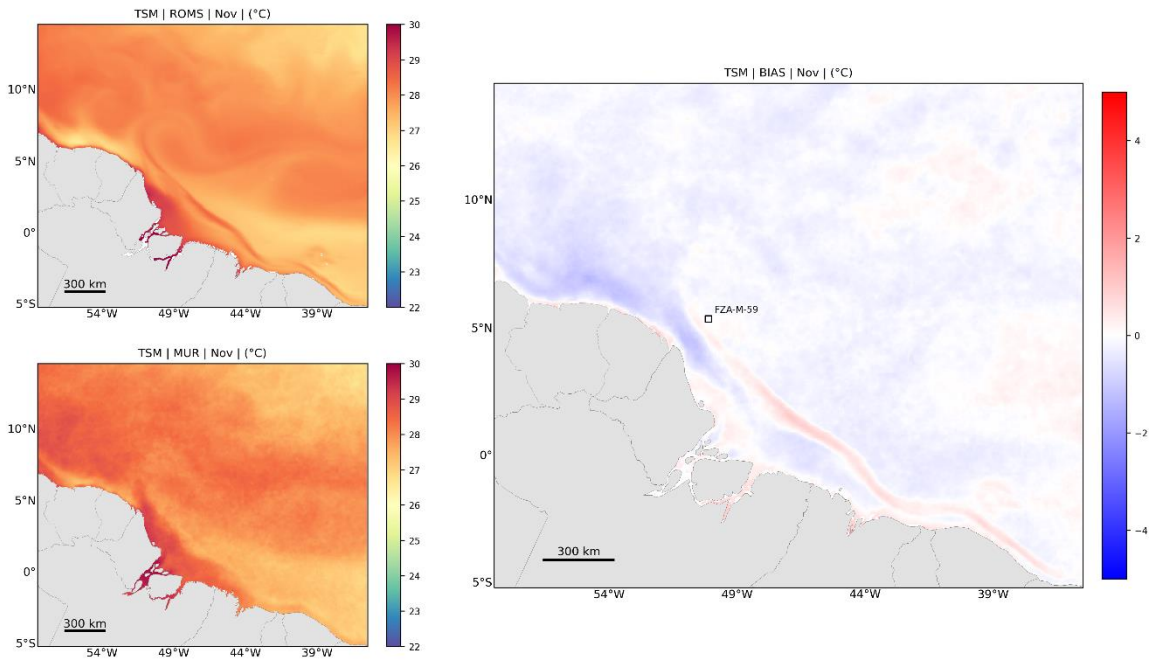 TSM | ROMS | Nov | (°C)
10°N
5°N
0°
5°S
300 km
54°W 49°W 44°W 39°W
30
29
28
27
26
25
24
23
22
TSM | MUR | Nov | (°C)
10°N
5°N
0°
5°S
300 km
54°W 49°W 44°W 39°W
30
29
28
27
26
25
24
23
22
TSM | BIAS | Nov | (°C)
10°N
5°N
0°
5°S
FZA-M-59
300 km
54°W 49°W 44°W 39°W
4
2
0
−2
−4